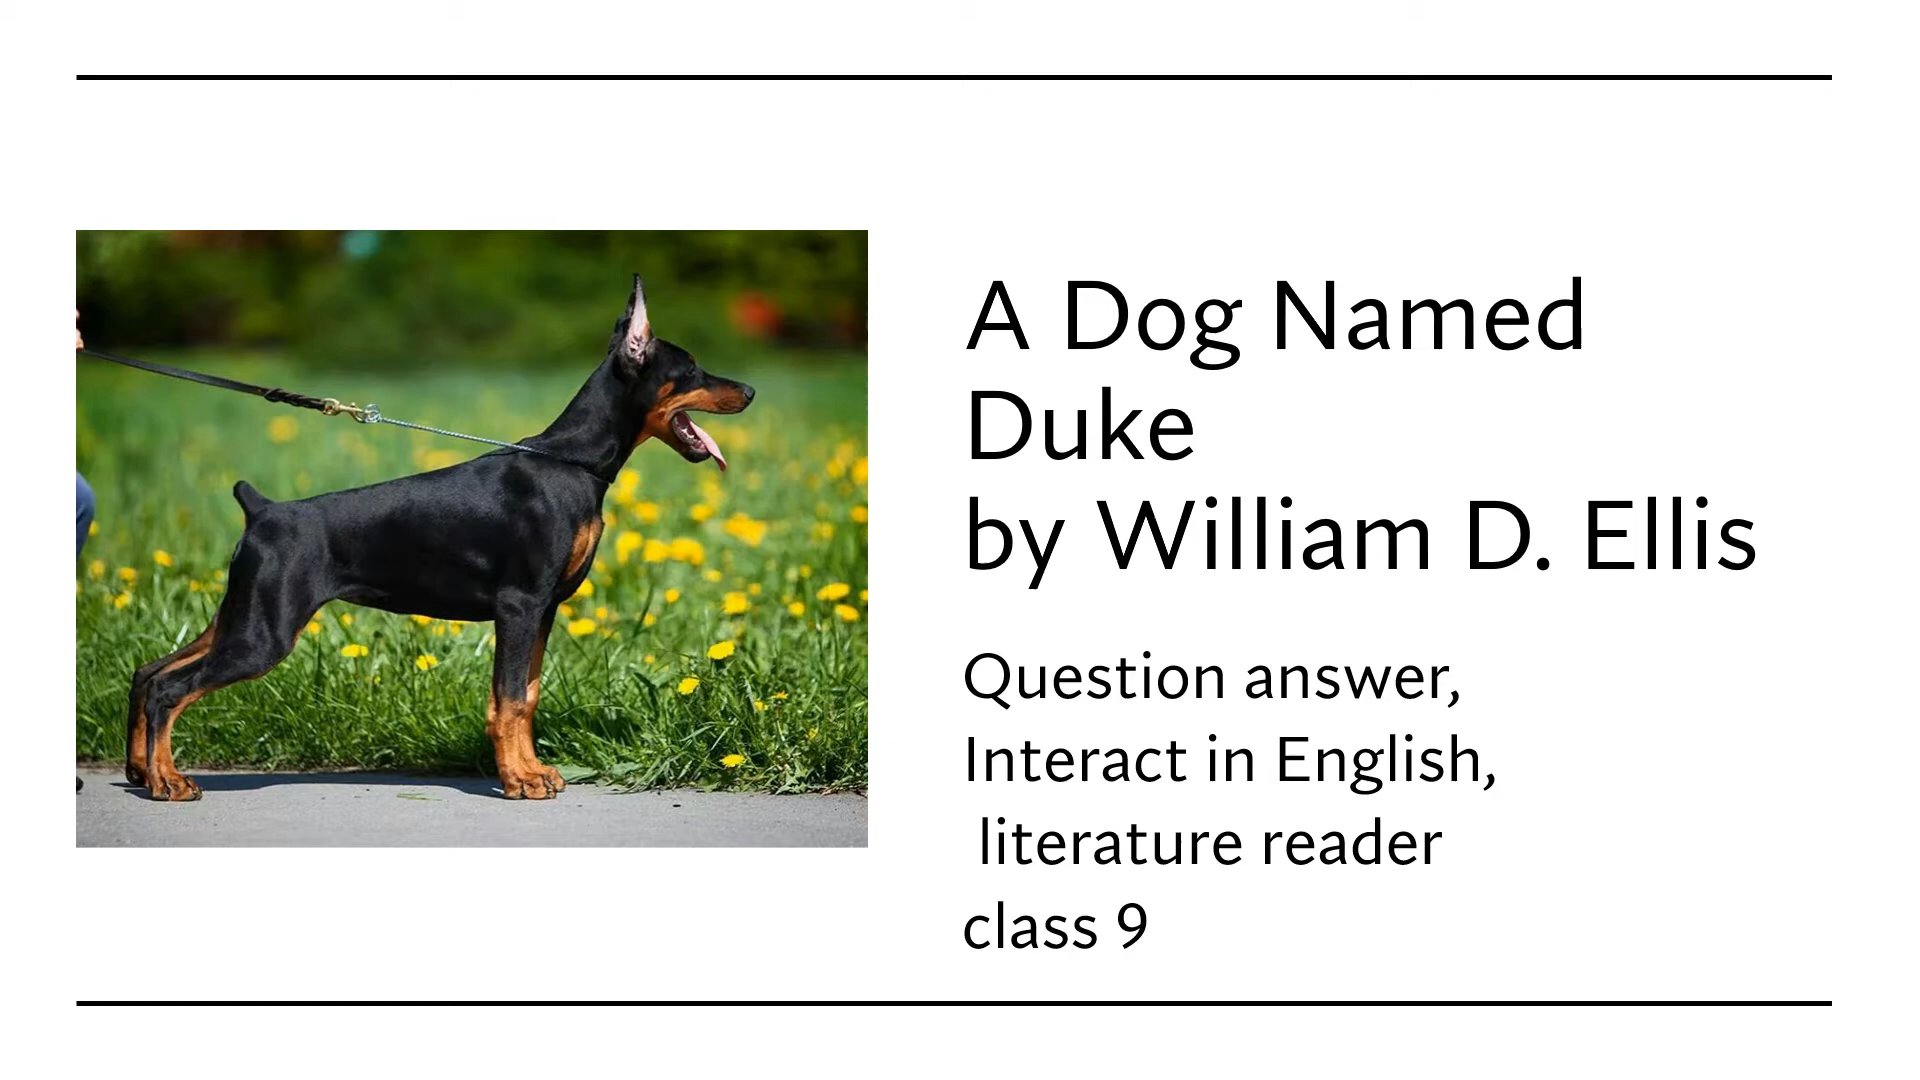 A Dog Named
Duke
by William D. Ellis
Question answer,
Interact in English,
literature reader
class 9